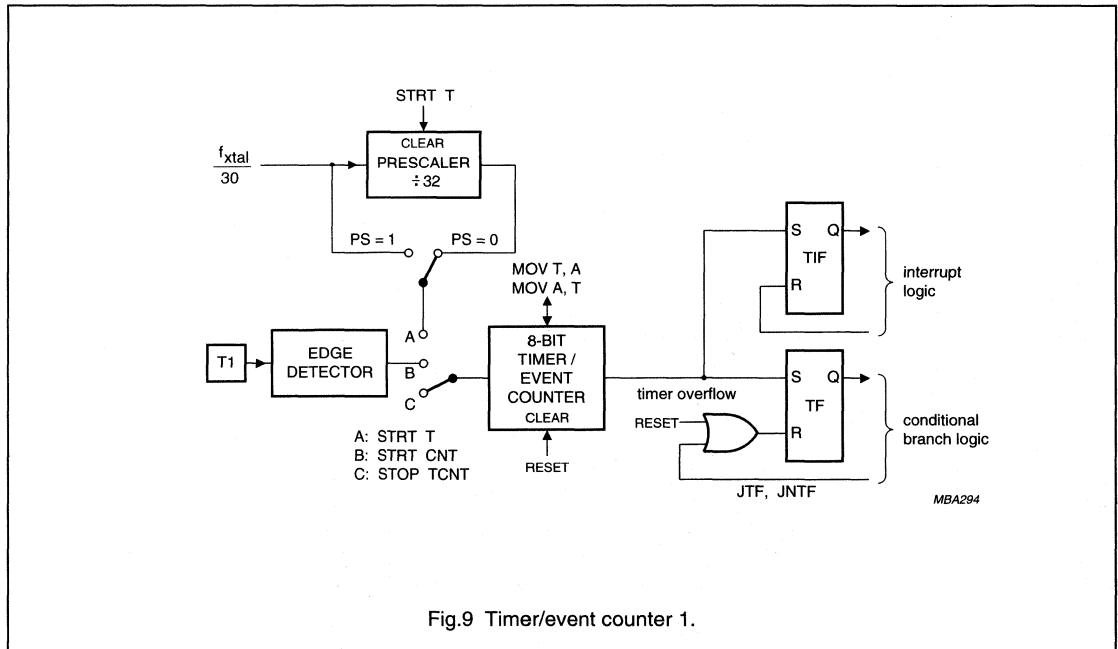 STRT T
CLEAR
PRESCALER
÷32
f_xtal
30
PS = 1
PS = 0
MOV T, A
MOV A, T
T1
EDGE
DETECTOR
A
B
C
8-BIT
TIMER /
EVENT
COUNTER
CLEAR
RESET
A: STRT T
B: STRT CNT
C: STOP TCNT
timer overflow
S Q
TIF
R
interrupt
logic
S Q
TF
R
RESET
JTF, JNTF
conditional
branch logic
MBA294
Fig.9 Timer/event counter 1.